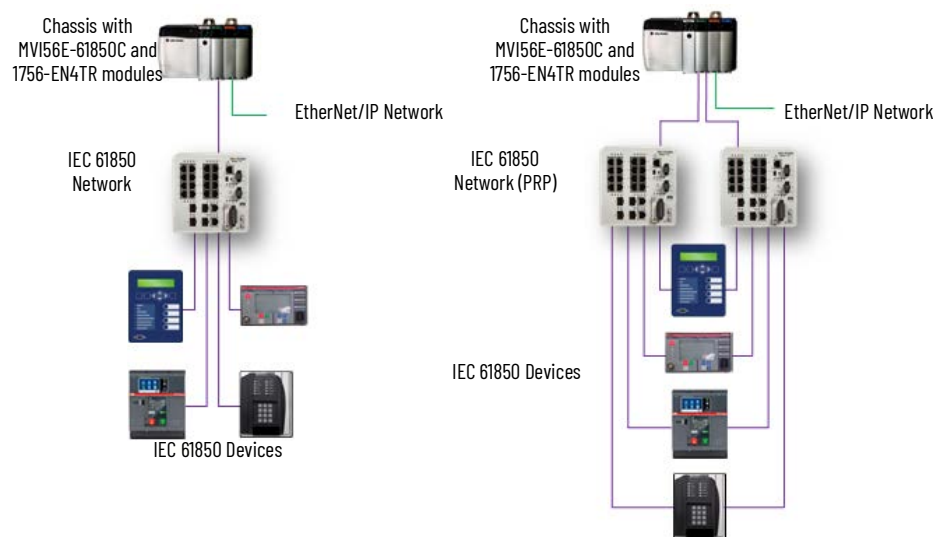 Chassis with
MVI56E-61850C and
1756-EN4TR modules
EtherNet/IP Network
IEC 61850
Network
IEC 61850 Devices
Chassis with
MVI56E-61850C and
1756-EN4TR modules
EtherNet/IP Network
IEC 61850
Network (PRP)
IEC 61850 Devices